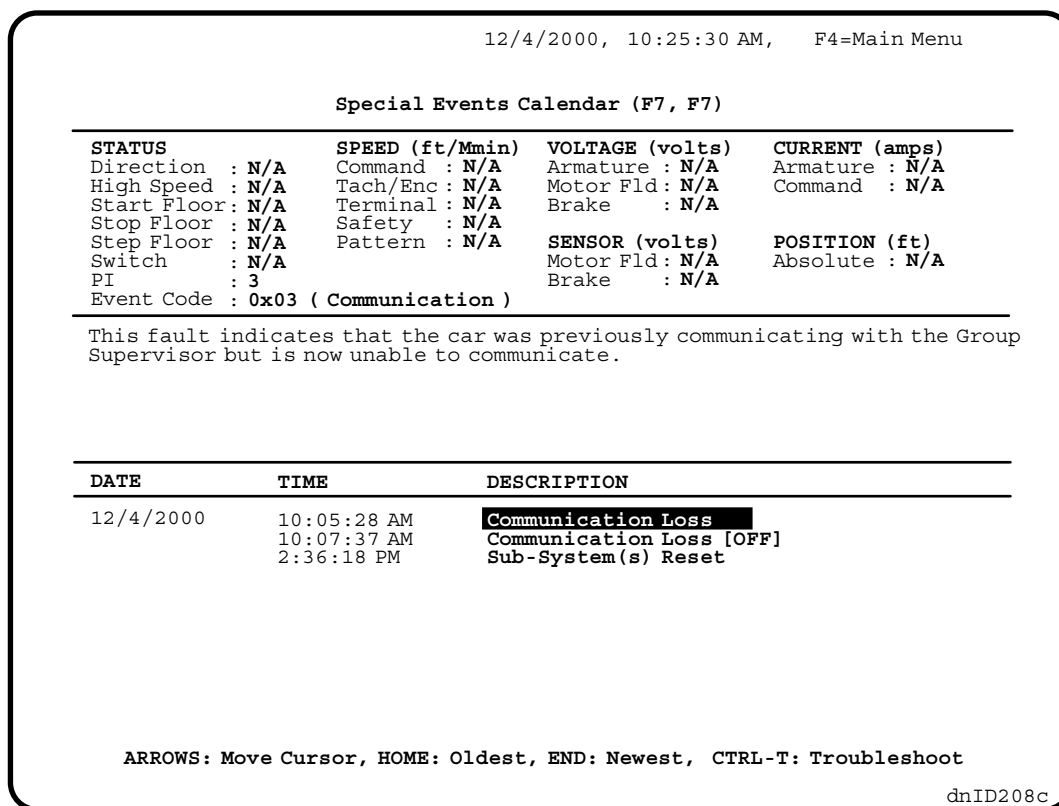 12/4/2000, 10:25:30 AM, F4=Main Menu
Special Events Calendar (F7, F7)
STATUS SPEED (ft/Mmin) VOLTAGE (volts) CURRENT (amps)
Direction : N/A Command : N/A Armature : N/A Armature : N/A
High Speed : N/A Tach/Enc : N/A Motor Fld : N/A Command : N/A
Start Floor : N/A Terminal : N/A Brake : N/A
Stop Floor : N/A Safety : N/A
Step Floor : N/A Pattern : N/A SENSOR (volts) POSITION (ft)
Switch : N/A Motor Fld : N/A Absolute : N/A
PI : 3 Brake : N/A
Event Code : 0x03 ( Communication )
This fault indicates that the car was previously communicating with the Group
Supervisor but is now unable to communicate.
DATE TIME DESCRIPTION
12/4/2000 10:05:28 AM Communication Loss
10:07:37 AM Communication Loss [OFF]
2:36:18 PM Sub-System(s) Reset
ARROWS: Move Cursor, HOME: Oldest, END: Newest, CTRL-T: Troubleshoot
dnID208c